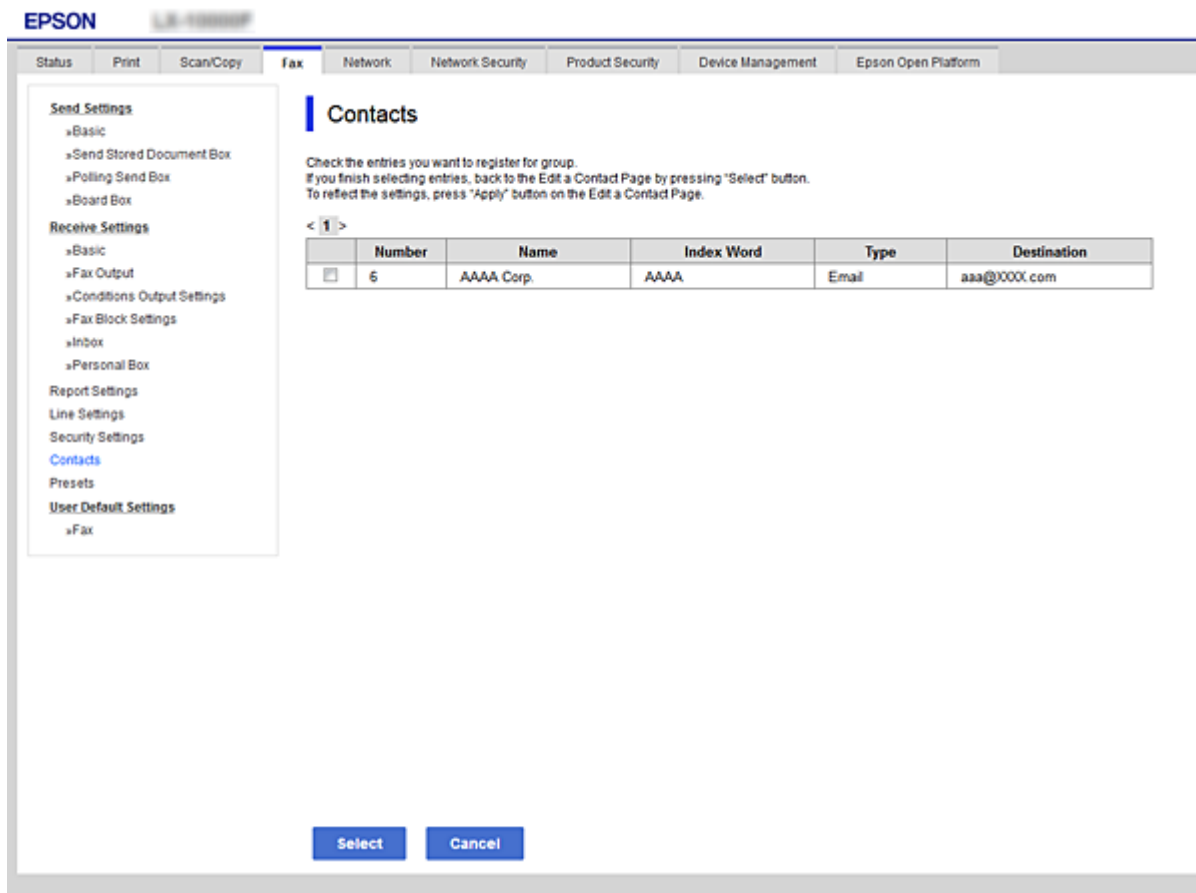 EPSON
Status Print Scan/Copy Fax Network Network Security Product Security Device Management Epson Open Platform
Send Settings
»Basic
»Send Stored Document Box
»Polling Send Box
»Board Box
Receive Settings
»Basic
»Fax Output
»Conditions Output Settings
»Fax Block Settings
»Inbox
»Personal Box
Report Settings
Line Settings
Security Settings
Contacts
Presets
User Default Settings
»Fax
Contacts
Check the entries you want to register for group.
If you finish selecting entries, back to the Edit a Contact Page by pressing "Select" button.
To reflect the settings, press "Apply" button on the Edit a Contact Page.
< 1 >
Number Name Index Word Type Destination
6 AAAA Corp. AAAA Email aaa@XXXX.com
Select Cancel